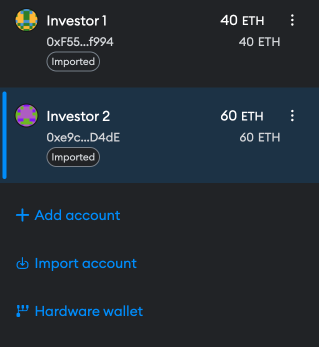 Investor 1 40 ETH
0xF55...f994 40 ETH
Imported
Investor 2 60 ETH
0xe9c...D4dE 60 ETH
Imported
Add account
Import account
Hardware wallet